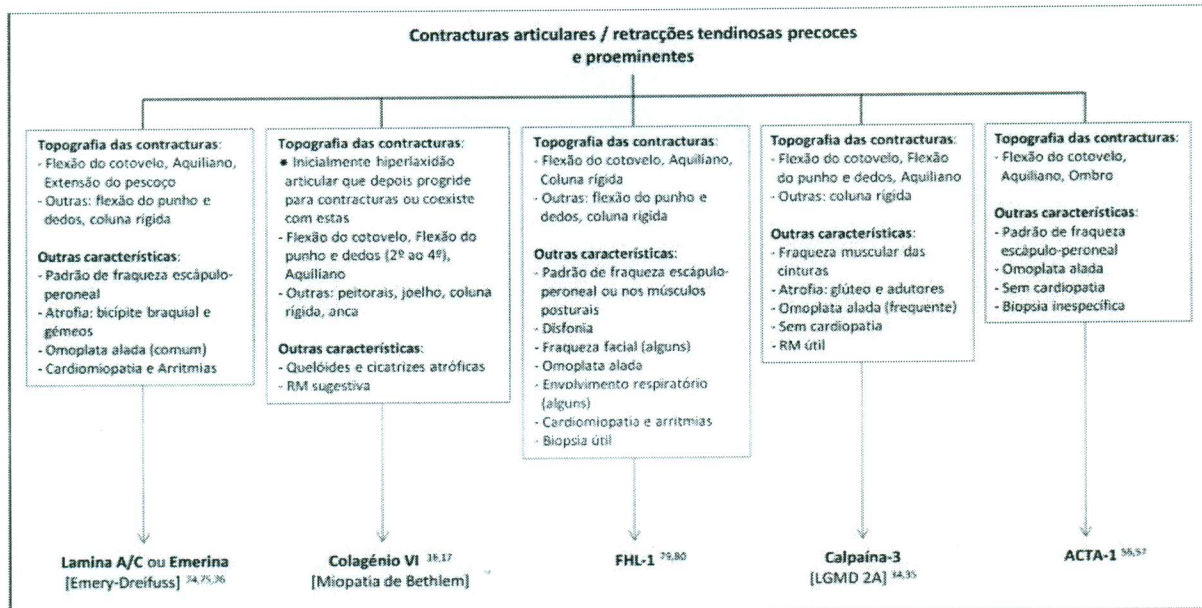 Contracturas articulares / retracções tendinosas precoces
e proeminentes
Topografia das contracturas:
- Flexão do cotovelo, Aquiliano,
Extensão do pescoço
- Outras: flexão do punho e
dedos, coluna rígida
Outras características:
- Padrão de fraqueza escápulo-
peroneal
- Atrofia: bicípite braquial e
gémeos
- Omoplata alada (comum)
- Cardiomiopatia e Arritmias
Lamina A/C ou Emerina
[Emery-Dreifuss]
Topografia das contracturas:
* Inicialmente hiperlaxidão
articular que depois progride
para contracturas ou coexiste
com estas
- Flexão do cotovelo, Flexão do
punho e dedos (2º ao 4º),
Aquiliano
- Outras: peitorais, joelho, coluna
rígida, anca
Outras características:
- Quelóides e cicatrizes atróficas
- RM sugestiva
Colagénio VI 16,17
[Miopatia de Bethlem]
Topografia das contracturas:
- Flexão do cotovelo, Aquiliano,
Coluna rígida
- Outras: flexão do punho e
dedos, coluna rígida
Outras características:
- Padrão de fraqueza escápulo-
peroneal ou nos músculos
posturais
- Disfonia
- Fraqueza facial (alguns)
- Omoplata alada
- Envolvimento respiratório
(alguns)
- Cardiomiopatia e arritmias
- Biopsia útil
FHL-1 79,80
Topografia das contracturas:
- Flexão do cotovelo, Flexão
do punho e dedos, Aquiliano
- Outras: coluna rígida
Outras características:
- Fraqueza muscular das
cinturas
- Atrofia: glúteo e adutores
- Omoplata alada (frequente)
- Sem cardiopatia
- RM útil
Calpaína-3
[LGMD 2A] 34,35
Topografia das contracturas:
- Flexão do cotovelo,
Aquiliano, Ombro
Outras características:
- Padrão de fraqueza
escápulo-peroneal
- Omoplata alada
- Sem cardiopatia
- Biopsia inespecífica
ACTA-1